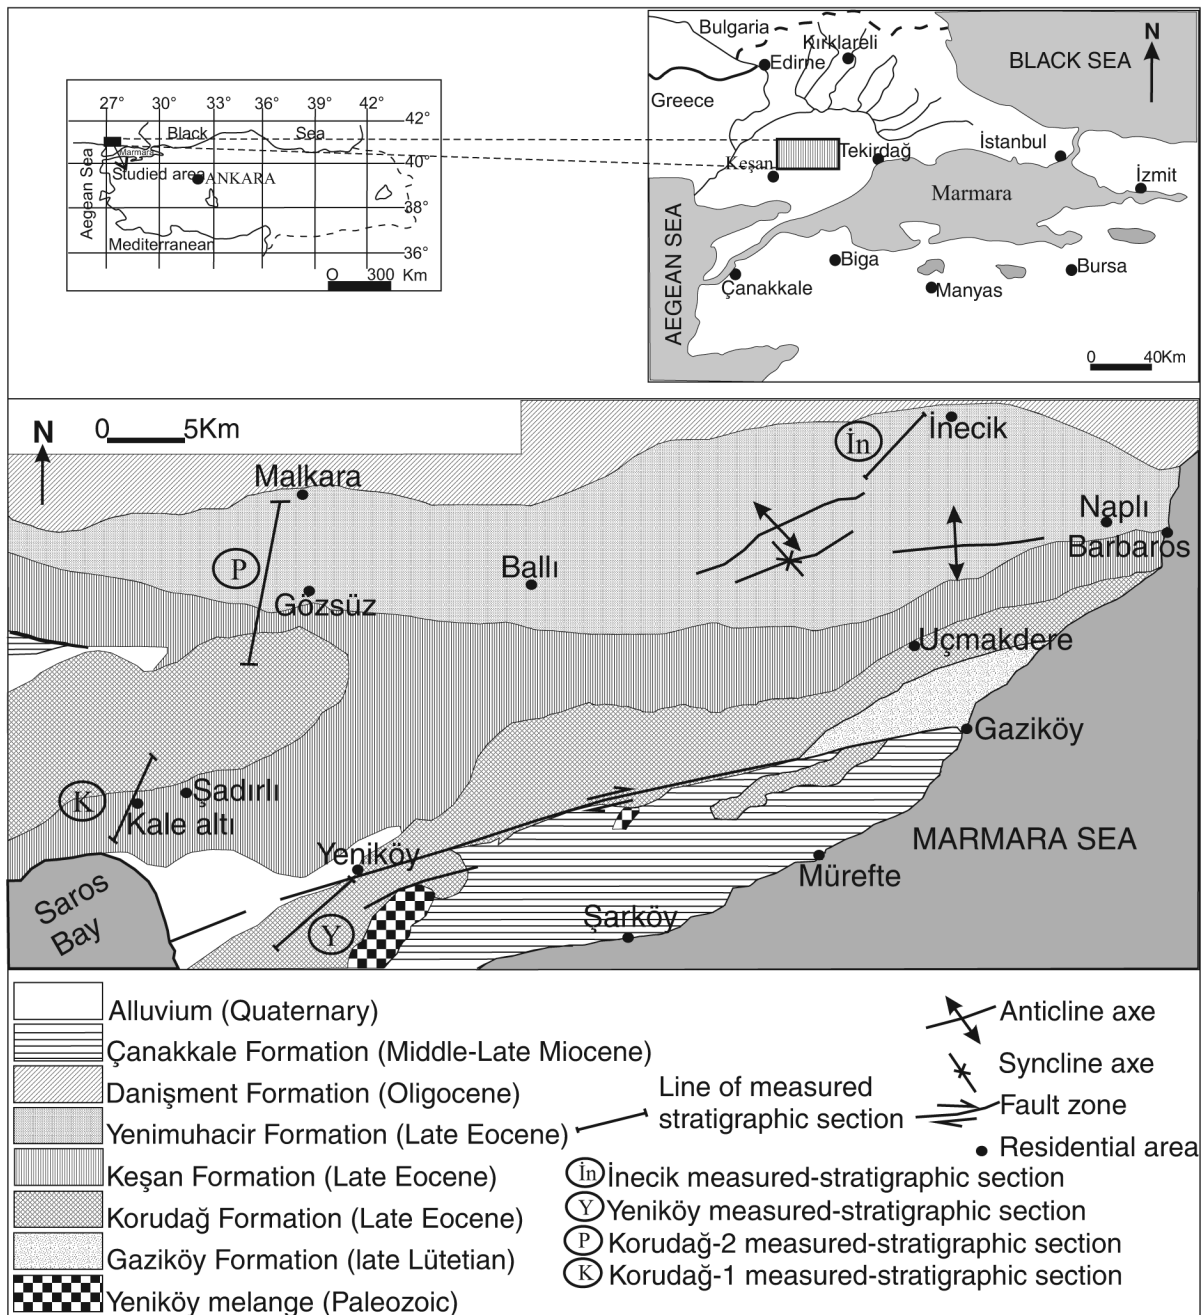 27° 30° 33° 36° 39° 42°
42°
Black Sea
Marmara
40°
Studied area
ANKARA
Aegean Sea
38°
Mediterranean
36°
O 300 Km
Bulgaria
Kırklareli
N
Edirne
BLACK SEA
Greece
Tekirdağ
İstanbul
Keşan
İzmit
Marmara
AEGEAN SEA
Biga
Bursa
Çanakkale
Manyas
0 40Km
N
0 5Km
İn
İnecik
Malkara
Naplı
Barbaros
P
Ballı
Gözsüz
Uçmakdere
Gaziköy
K
Şadırlı
Kale altı
MARMARA SEA
Yeniköy
Mürefte
Saros
Bay
Y
Şarköy
Alluvium (Quaternary)
Çanakkale Formation (Middle-Late Miocene)
Danişment Formation (Oligocene)
Yenimuhacir Formation (Late Eocene)
Keşan Formation (Late Eocene)
Korudağ Formation (Late Eocene)
Gaziköy Formation (late Lütetian)
Yeniköy melange (Paleozoic)
Line of measured
stratigraphic section
Anticline axe
Syncline axe
Fault zone
Residential area
İn İnecik measured-stratigraphic section
Y Yeniköy measured-stratigraphic section
P Korudağ-2 measured-stratigraphic section
K Korudağ-1 measured-stratigraphic section